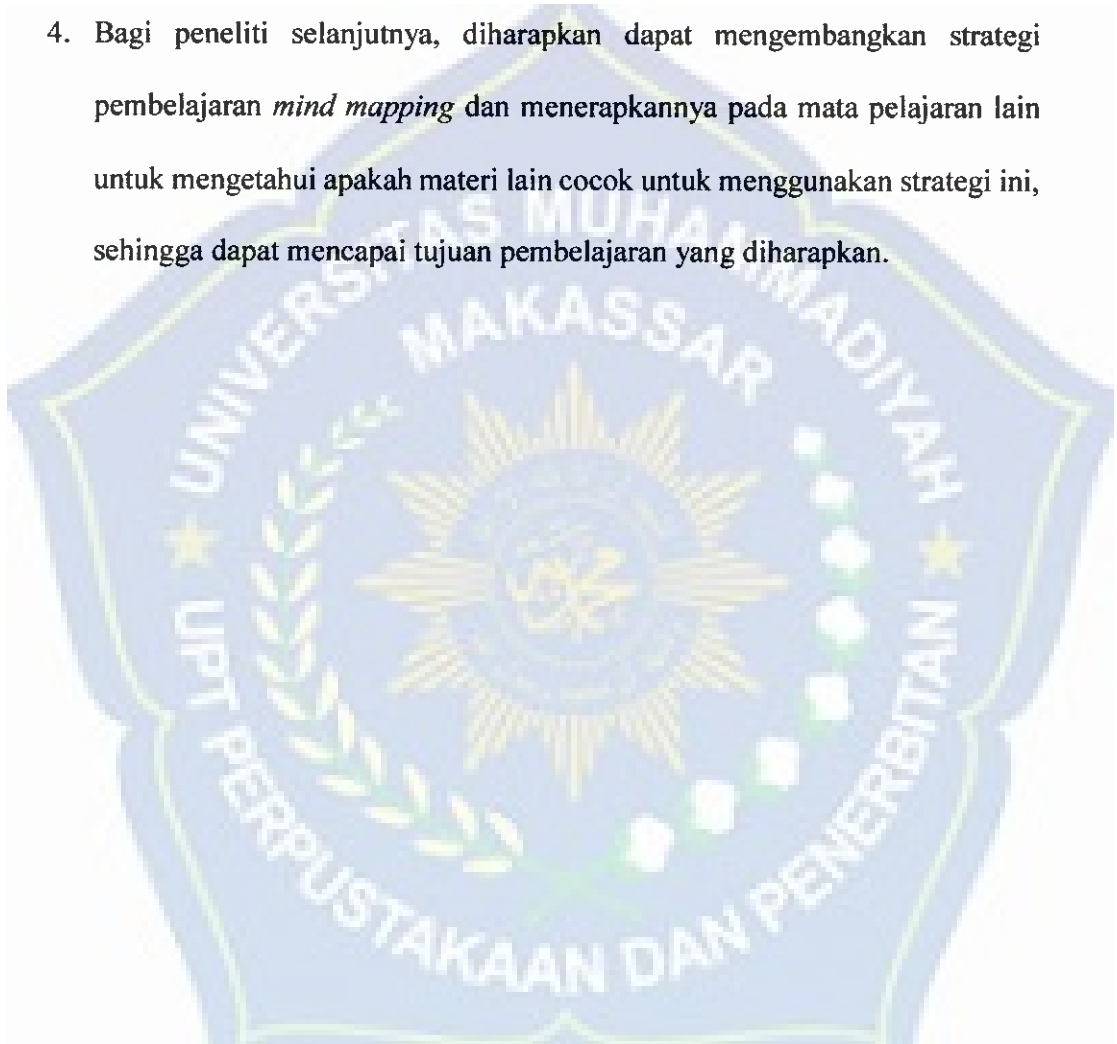 4. Bagi peneliti selanjutnya, diharapkan dapat mengembangkan strategi
pembelajaran mind mapping dan menerapkannya pada mata pelajaran lain
untuk mengetahui apakah materi lain cocok untuk menggunakan strategi ini,
sehingga dapat mencapai tujuan pembelajaran yang diharapkan.
UNIVERSITAS MUHAMMADIYAH
MAKASSAR
UPT PERPUSTAKAAN DAN PENERBITAN